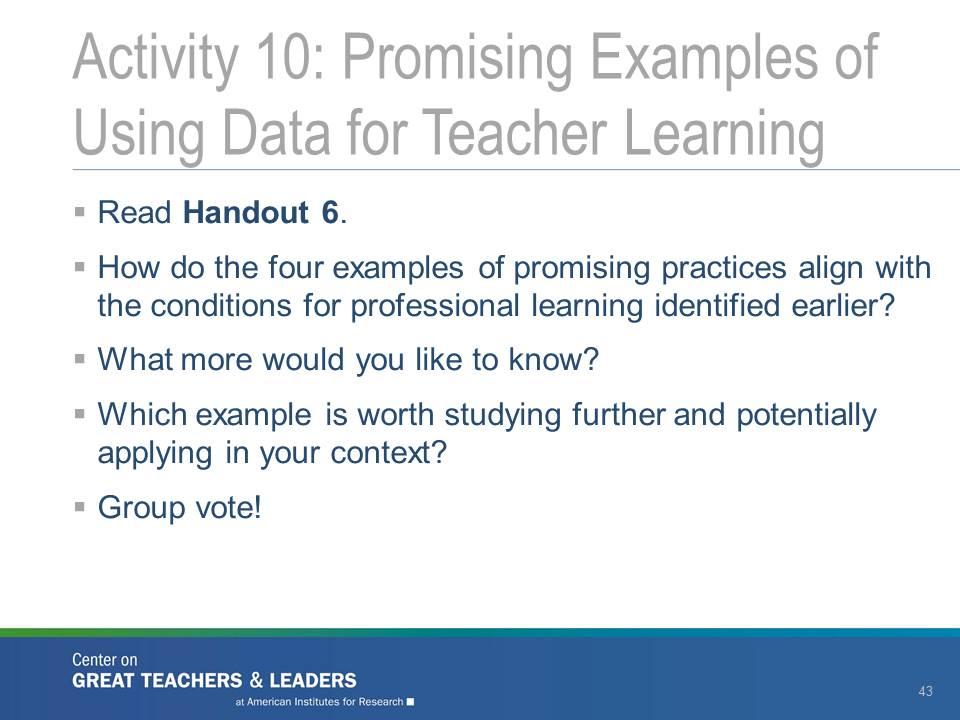 Activity 10: Promising Examples of
Using Data for Teacher Learning
▪ Read Handout 6.
▪ How do the four examples of promising practices align with
the conditions for professional learning identified earlier?
▪ What more would you like to know?
▪ Which example is worth studying further and potentially
applying in your context?
▪ Group vote!
Center on
GREAT TEACHERS & LEADERS
at American Institutes for Research ■
43